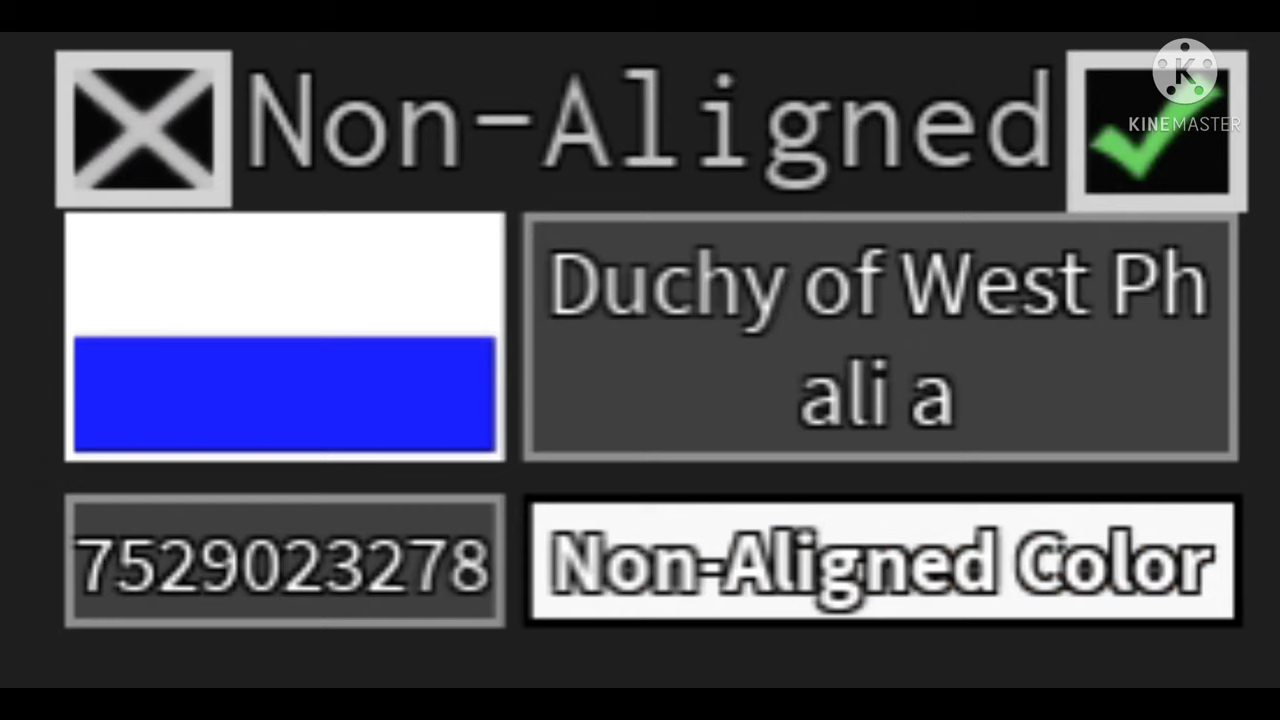 Non-Aligned
K
KINEMASTER
Duchy of West Ph
ali a
7529023278
Non-Aligned Color